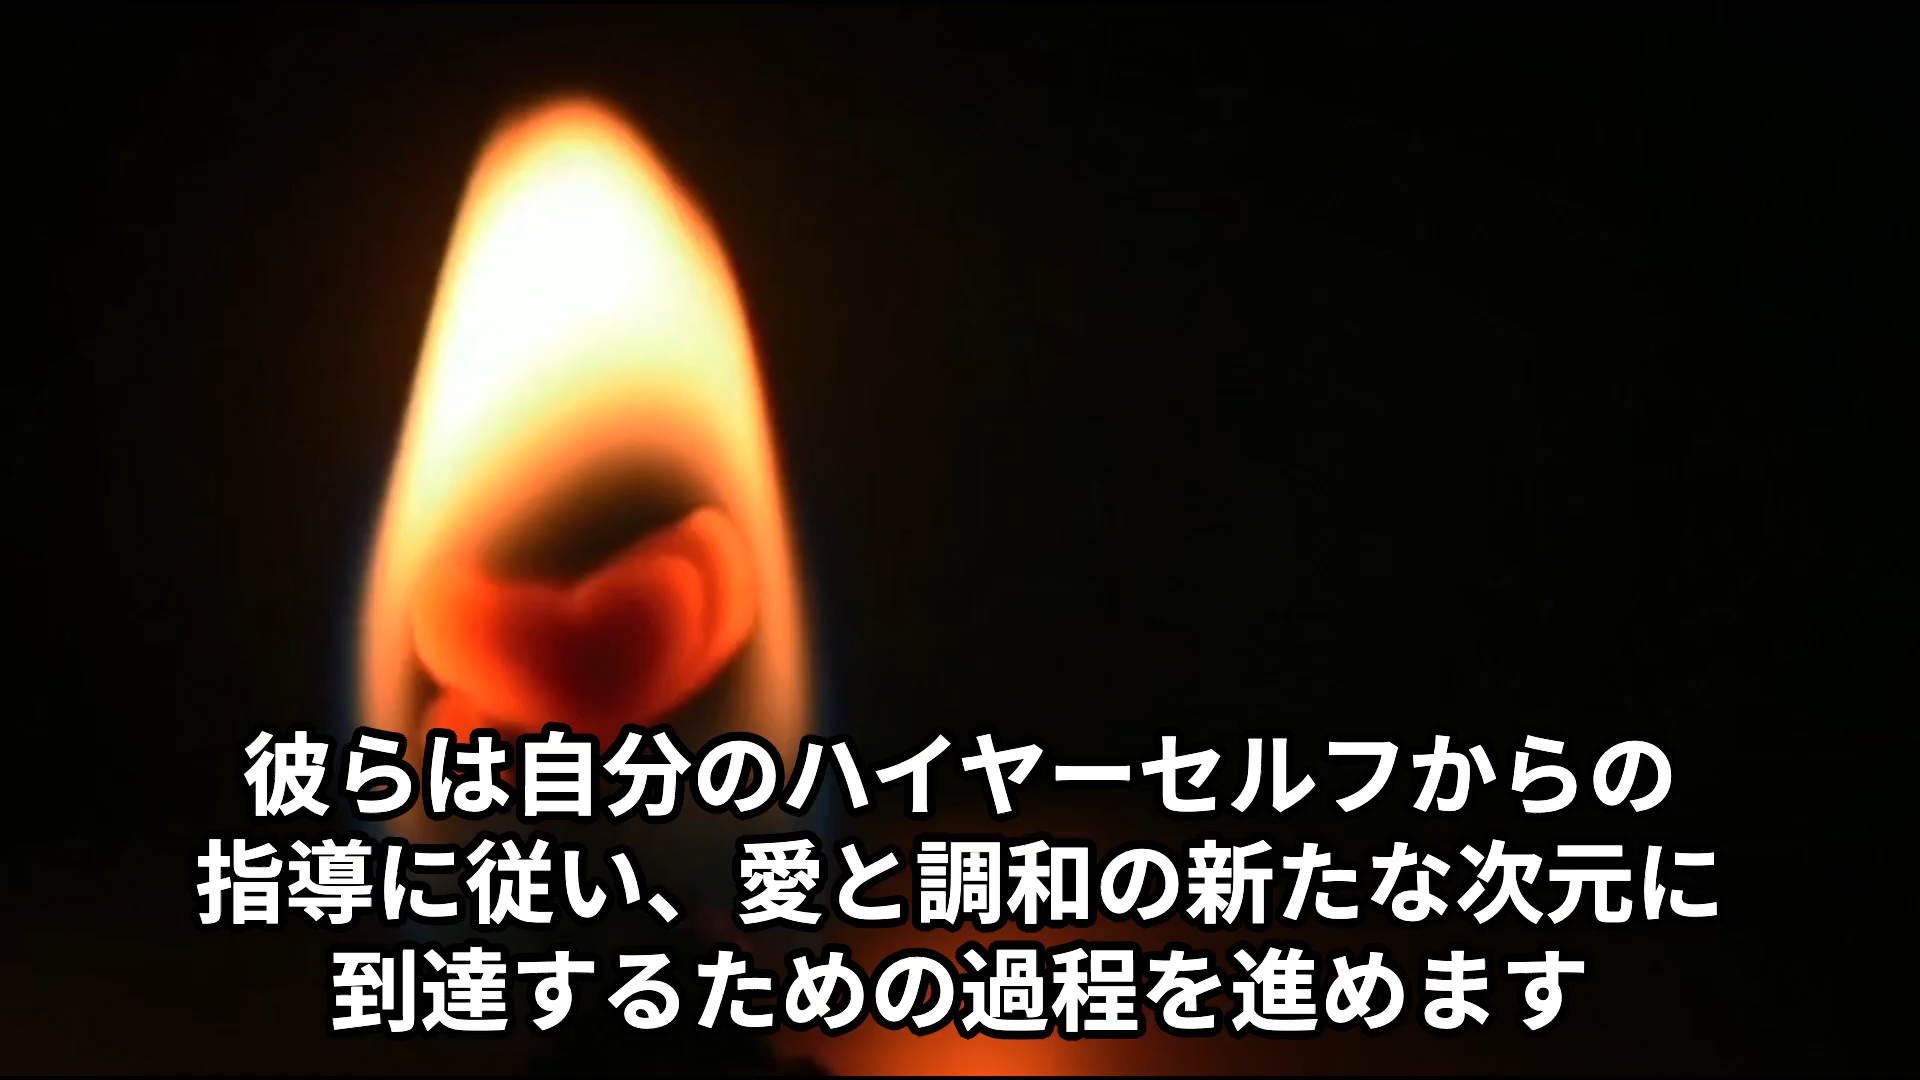 彼らは自分のハイヤーセルフからの
指導に従い、愛と調和の新たな次元に
到達するための過程を進めます